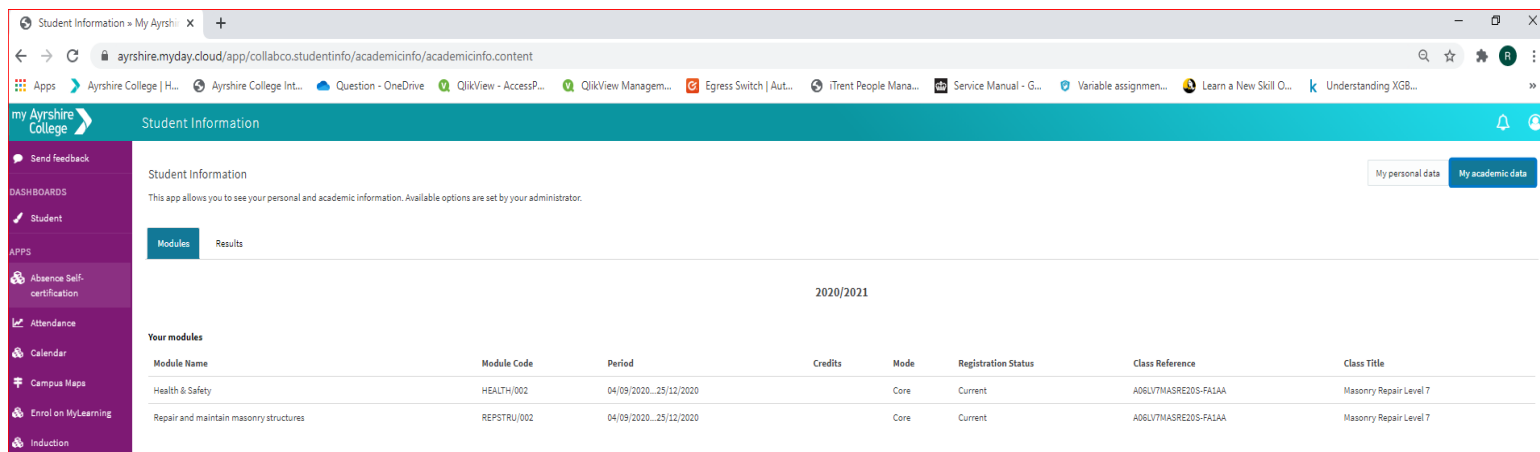 Student Information » My Ayrshi
ayrshire.myday.cloud/app/collabco.studentinfo/academicinfo/academicinfo.content
R
Apps Ayrshire College | H... Ayrshire College Int... Question - OneDrive QlikView - AccessP... QlikView Managem... Egress Switch | Aut... iTrent People Mana... Service Manual - G... Variable assignmen... Learn a New Skill O... Understanding XGB... »
my Ayrshire College
Student Information
Send feedback
DASHBOARDS
Student
APPS
Absence Self-
certification
Attendance
Calendar
Campus Maps
Enrol on MyLearning
Induction
Student Information
My personal data My academic data
This app allows you to see your personal and academic information. Available options are set by your administrator.
Modules Results
2020/2021
Your modules
Module Name Module Code Period Credits Mode Registration Status Class Reference Class Title
Health & Safety HEALTH/002 04/09/2020...25/12/2020 Core Current A06LV7MASRE20S-FA1AA Masonry Repair Level 7
Repair and maintain masonry structures REPSTRU/002 04/09/2020...25/12/2020 Core Current A06LV7MASRE20S-FA1AA Masonry Repair Level 7